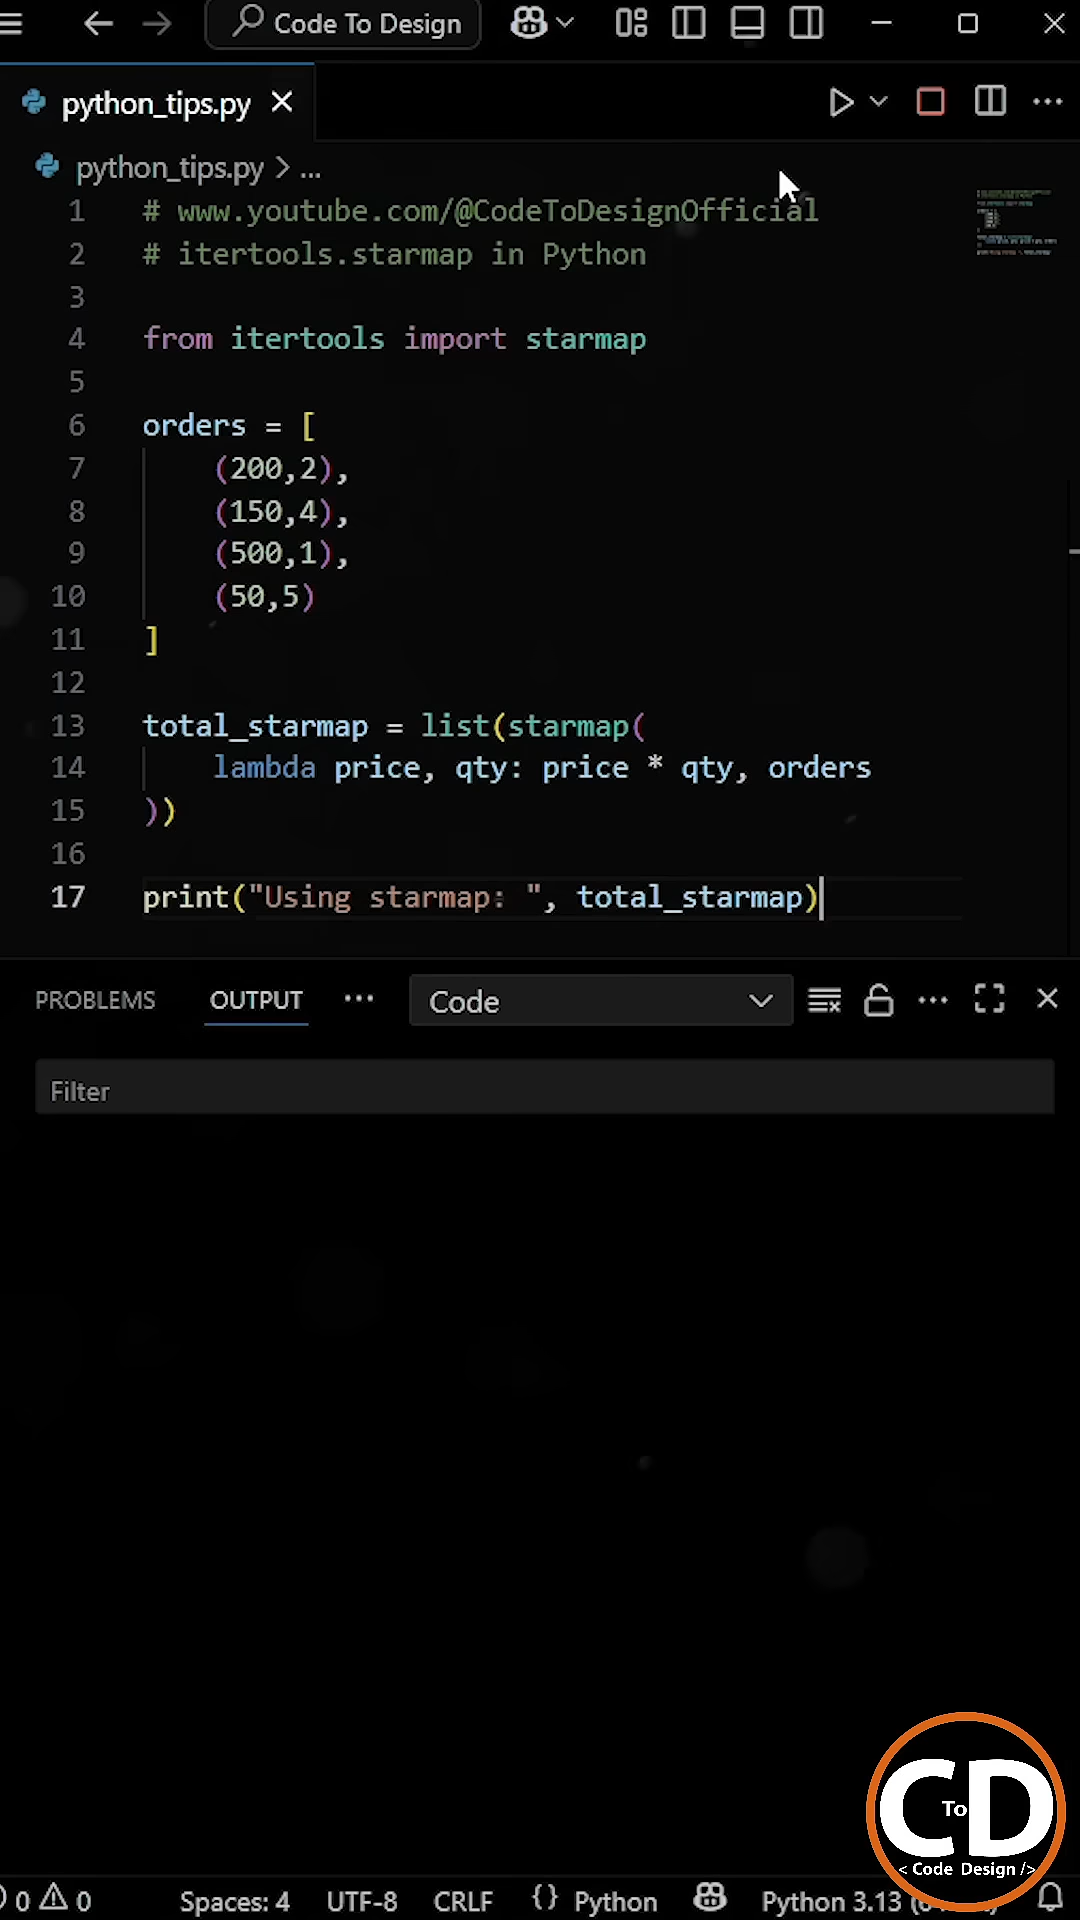 Code To Design
python_tips.py
python_tips.py > ...
1 # www.youtube.com/@CodeToDesignOfficial
2 # itertools.starmap in Python
3
4 from itertools import starmap
5
6 orders = [
7     (200,2),
8     (150,4),
9     (500,1),
10     (50,5)
11 ]
12
13 total_starmap = list(starmap(
14     lambda price, qty: price * qty, orders
15 ))
16
17 print("Using starmap: ", total_starmap)
PROBLEMS OUTPUT ... Code
Filter
CD
To
< Code Design />
0 0 Spaces: 4 UTF-8 CRLF {} Python Python 3.13